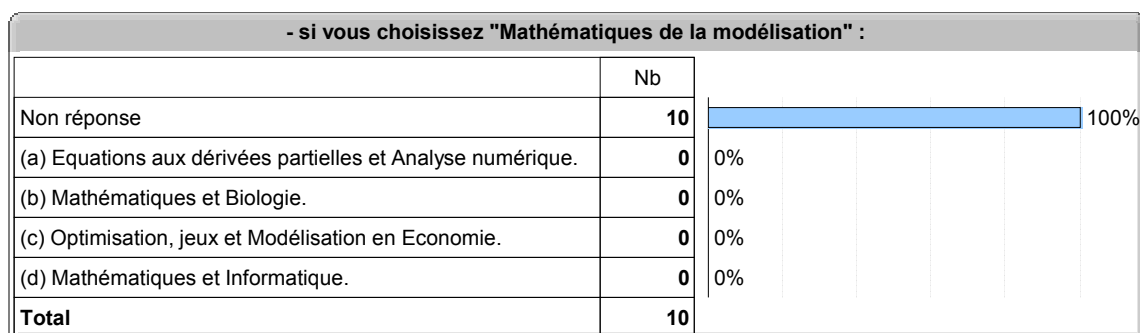 - si vous choisissez "Mathématiques de la modélisation" :
Nb
Non réponse 10 100%
(a) Equations aux dérivées partielles et Analyse numérique. 0 0%
(b) Mathématiques et Biologie. 0 0%
(c) Optimisation, jeux et Modélisation en Economie. 0 0%
(d) Mathématiques et Informatique. 0 0%
Total 10